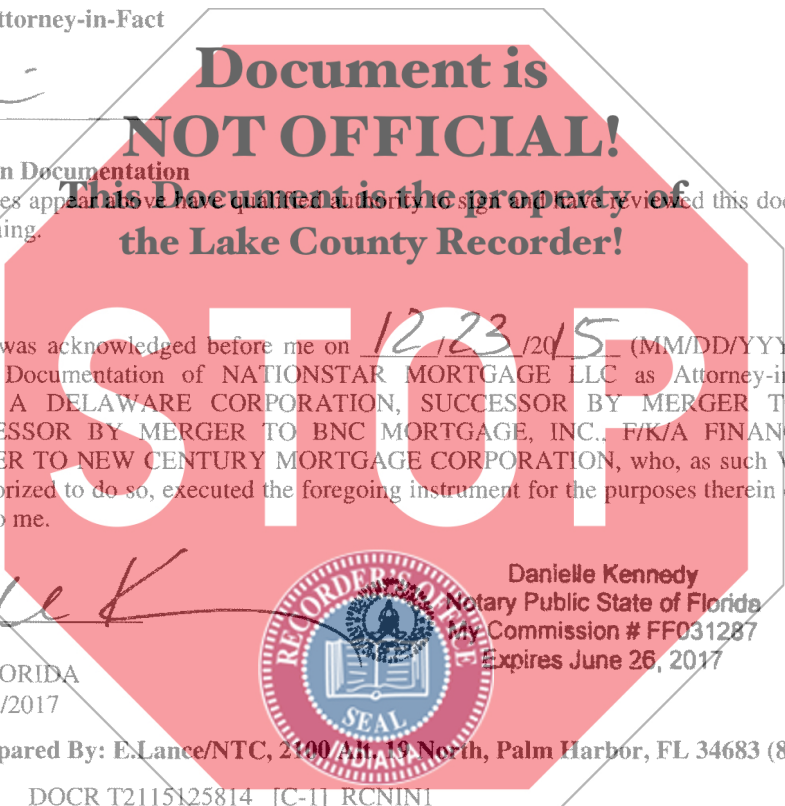 ttorney-in-Fact
Document is
NOT OFFICIAL!
n Documentation
This Document is the property of
es appear above have qualified authority to sign and have reviewed this doc
ning.
the Lake County Recorder!
STOP
was acknowledged before me on 12/23/2015 (MM/DD/YYY
Documentation of NATIONSTAR MORTGAGE LLC as Attorney-i
A DELAWARE CORPORATION, SUCCESSOR BY MERGER T
ESSOR BY MERGER TO BNC MORTGAGE, INC., F/K/A FINAN
ER TO NEW CENTURY MORTGAGE CORPORATION, who, as such V
orized to do so, executed the foregoing instrument for the purposes therein
o me.
Danielle Kennedy
Notary Public State of Florida
My Commission # FF031287
Expires June 26, 2017
RECORDER'S OFFICE
SEAL
INDIANA
ORIDA
/2017
pared By: E.Lance/NTC, 2100 Alt. 19 North, Palm Harbor, FL 34683 (8
DOCR T2115125814 [C-1] RCNIN1